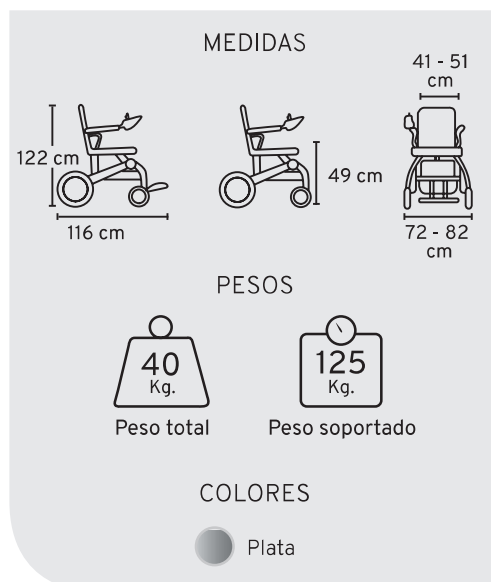 MEDIDAS
41 - 51
cm
122 cm
49 cm
116 cm
72 - 82
cm
PESOS
40
Kg.
125
Kg.
Peso total
Peso soportado
COLORES
Plata